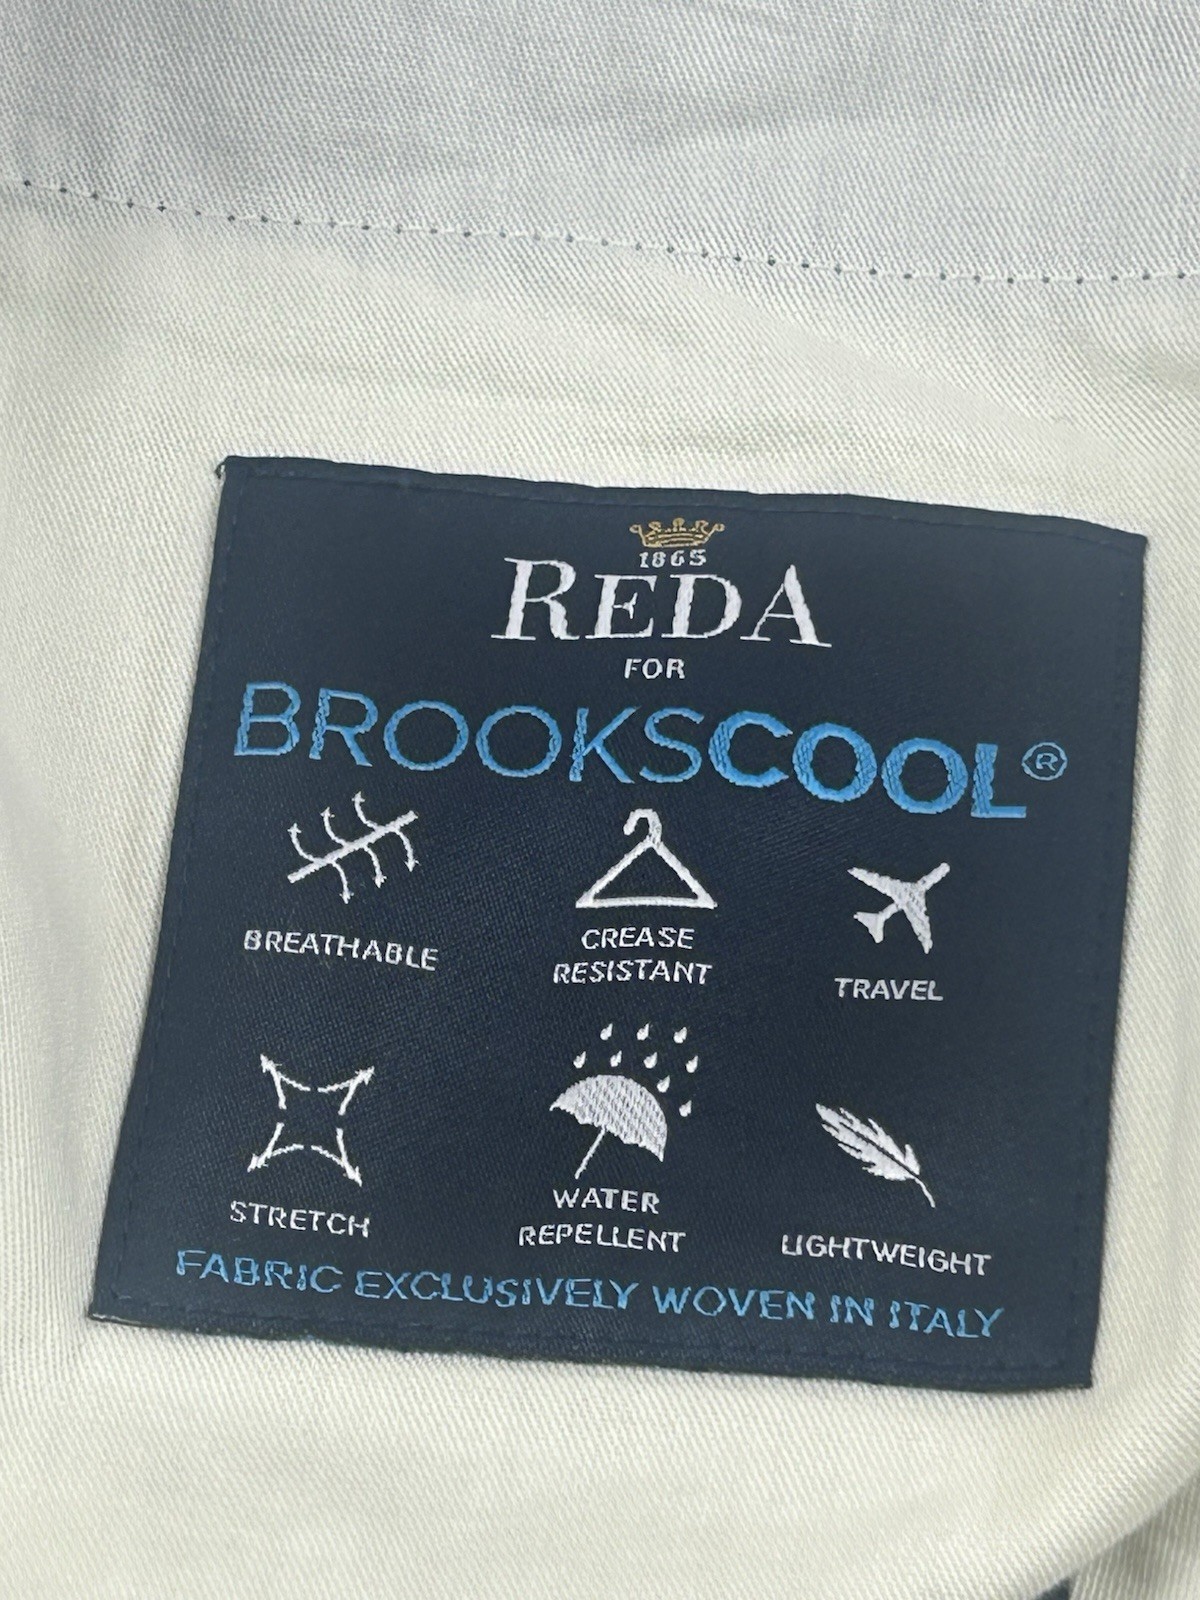 1865
REDA
FOR
BROOKSCOOL®
BREATHABLE
CREASE
RESISTANT
TRAVEL
STRETCH
WATER
REPELLENT
LIGHTWEIGHT
FABRIC EXCLUSIVELY WOVEN IN ITALY